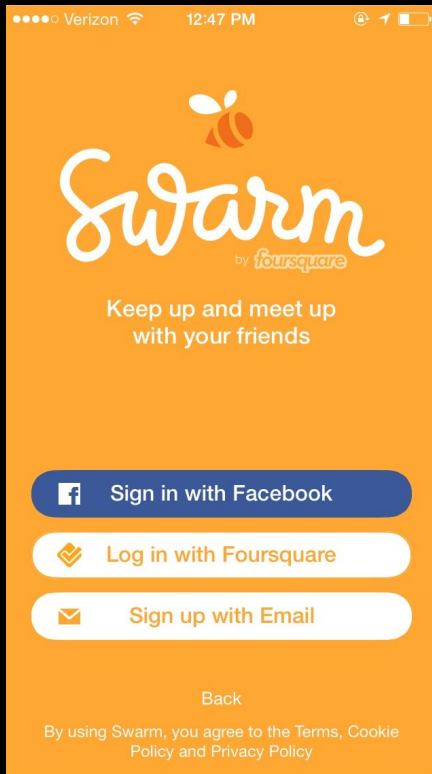 Verizon 12:47 PM
Swarm
by foursquare
Keep up and meet up
with your friends
Sign in with Facebook
Log in with Foursquare
Sign up with Email
Back
By using Swarm, you agree to the Terms, Cookie
Policy and Privacy Policy